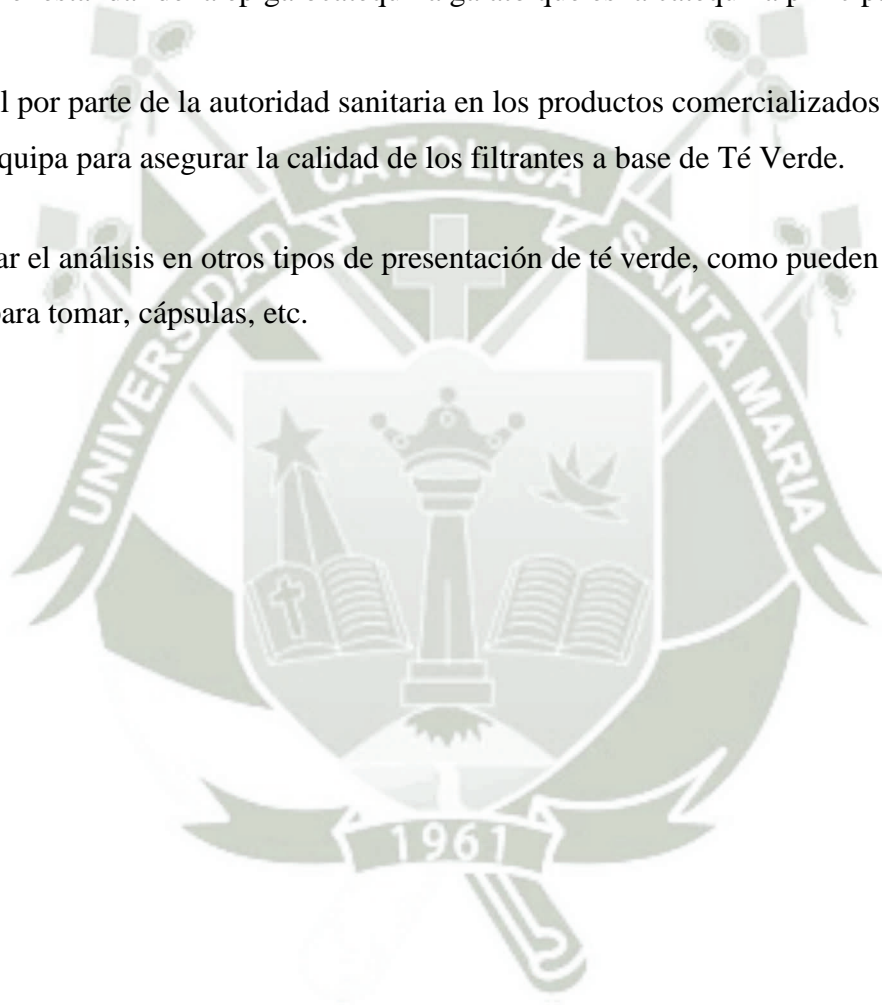 l por parte de la autoridad sanitaria en los productos comercializados
quipa para asegurar la calidad de los filtrantes a base de Té Verde.
ar el análisis en otros tipos de presentación de té verde, como pueden
para tomar, cápsulas, etc.
UNIVERSIDAD CATOLICA SANTA MARIA
1961